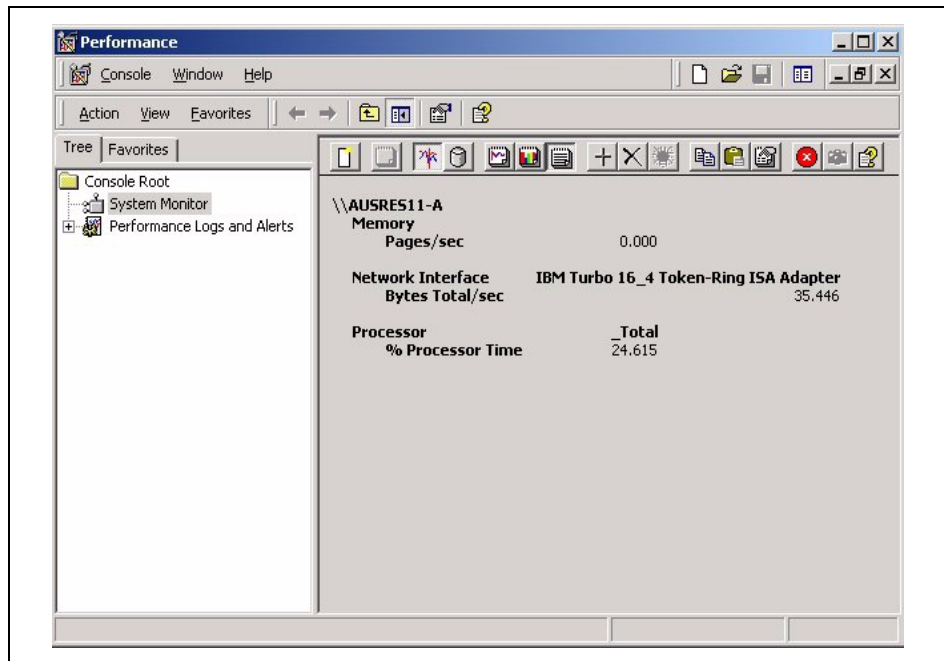 Performance
Console Window Help
Action View Favorites
Tree Favorites
Console Root
System Monitor
Performance Logs and Alerts
\\AUSRES11-A
Memory
Pages/sec 0.000
Network Interface IBM Turbo 16_4 Token-Ring ISA Adapter
Bytes Total/sec 35.446
Processor _Total
% Processor Time 24.615